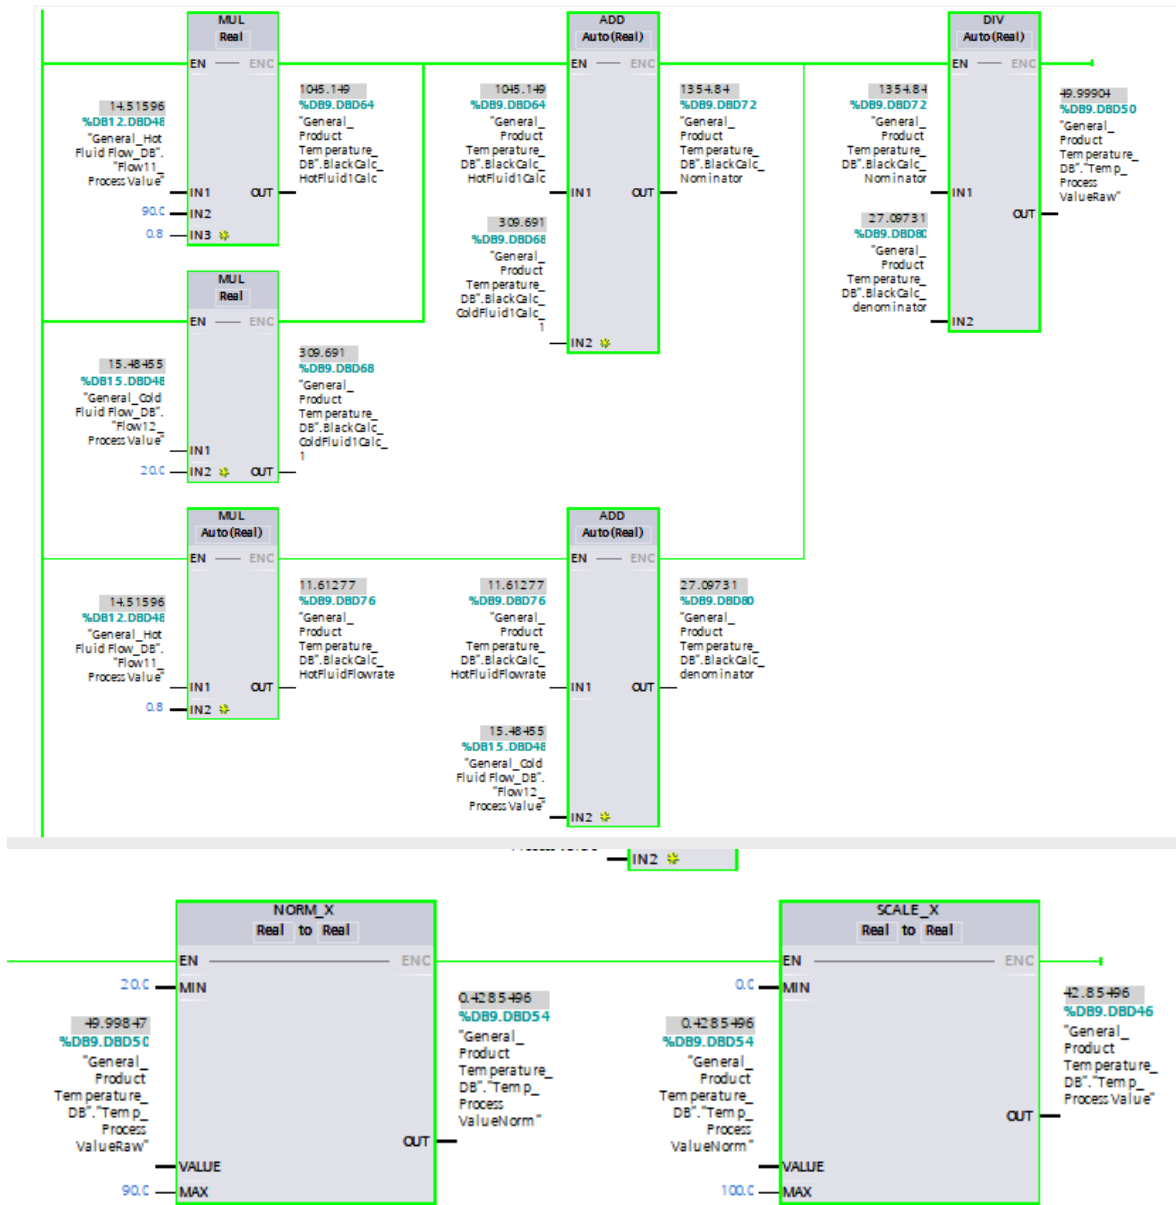 MUL
Real
EN
ENC
14.51596
%DB12.DBD48
"General_Hot
Fluid Flow_DB".
"Flow11_
Process Value"
IN1
90.0
IN2
0.8
IN3
OUT
1045.149
%DB9.DBD64
"General_
Product
Temperature_
DB".BlackCalc_
HotFluid1Calc
ADD
Auto(Real)
EN
ENC
1045.149
%DB9.DBD64
"General_
Product
Temperature_
DB".BlackCalc_
HotFluid1Calc
IN1
309.691
%DB9.DBD68
"General_
Product
Temperature_
DB".BlackCalc_
ColdFluid1Calc_
1
IN2
OUT
1354.84
%DB9.DBD72
"General_
Product
Temperature_
DB".BlackCalc_
Nominator
DIV
Auto(Real)
EN
ENC
1354.84
%DB9.DBD72
"General_
Product
Temperature_
DB".BlackCalc_
Nominator
IN1
27.09731
%DB9.DBD80
"General_
Product
Temperature_
DB".BlackCalc_
denominator
IN2
OUT
49.99904
%DB9.DBD50
"General_
Product
Temperature_
DB"."Temp_
Process
ValueRaw"
MUL
Real
EN
ENC
15.48455
%DB15.DBD48
"General_Cold
Fluid Flow_DB".
"Flow12_
Process Value"
IN1
20.0
IN2
OUT
309.691
%DB9.DBD68
"General_
Product
Temperature_
DB".BlackCalc_
ColdFluid1Calc_
1
MUL
Auto(Real)
EN
ENC
14.51596
%DB12.DBD48
"General_Hot
Fluid Flow_DB".
"Flow11_
Process Value"
IN1
0.8
IN2
OUT
11.61277
%DB9.DBD76
"General_
Product
Temperature_
DB".BlackCalc_
HotFluidFlowrate
ADD
Auto(Real)
EN
ENC
11.61277
%DB9.DBD76
"General_
Product
Temperature_
DB".BlackCalc_
HotFluidFlowrate
IN1
15.48455
%DB15.DBD48
"General_Cold
Fluid Flow_DB".
"Flow12_
Process Value"
IN2
OUT
27.09731
%DB9.DBD80
"General_
Product
Temperature_
DB".BlackCalc_
denominator
IN2
NORM_X
Real to Real
EN
ENC
20.0
MIN
49.99847
%DB9.DBD50
"General_
Product
Temperature_
DB"."Temp_
Process
ValueRaw"
VALUE
90.0
MAX
OUT
0.4285496
%DB9.DBD54
"General_
Product
Temperature_
DB"."Temp_
Process
ValueNorm"
SCALE_X
Real to Real
EN
ENC
0.0
MIN
0.4285496
%DB9.DBD54
"General_
Product
Temperature_
DB"."Temp_
Process
ValueNorm"
VALUE
100.0
MAX
OUT
42.85496
%DB9.DBD46
"General_
Product
Temperature_
DB"."Temp_
Process Value"